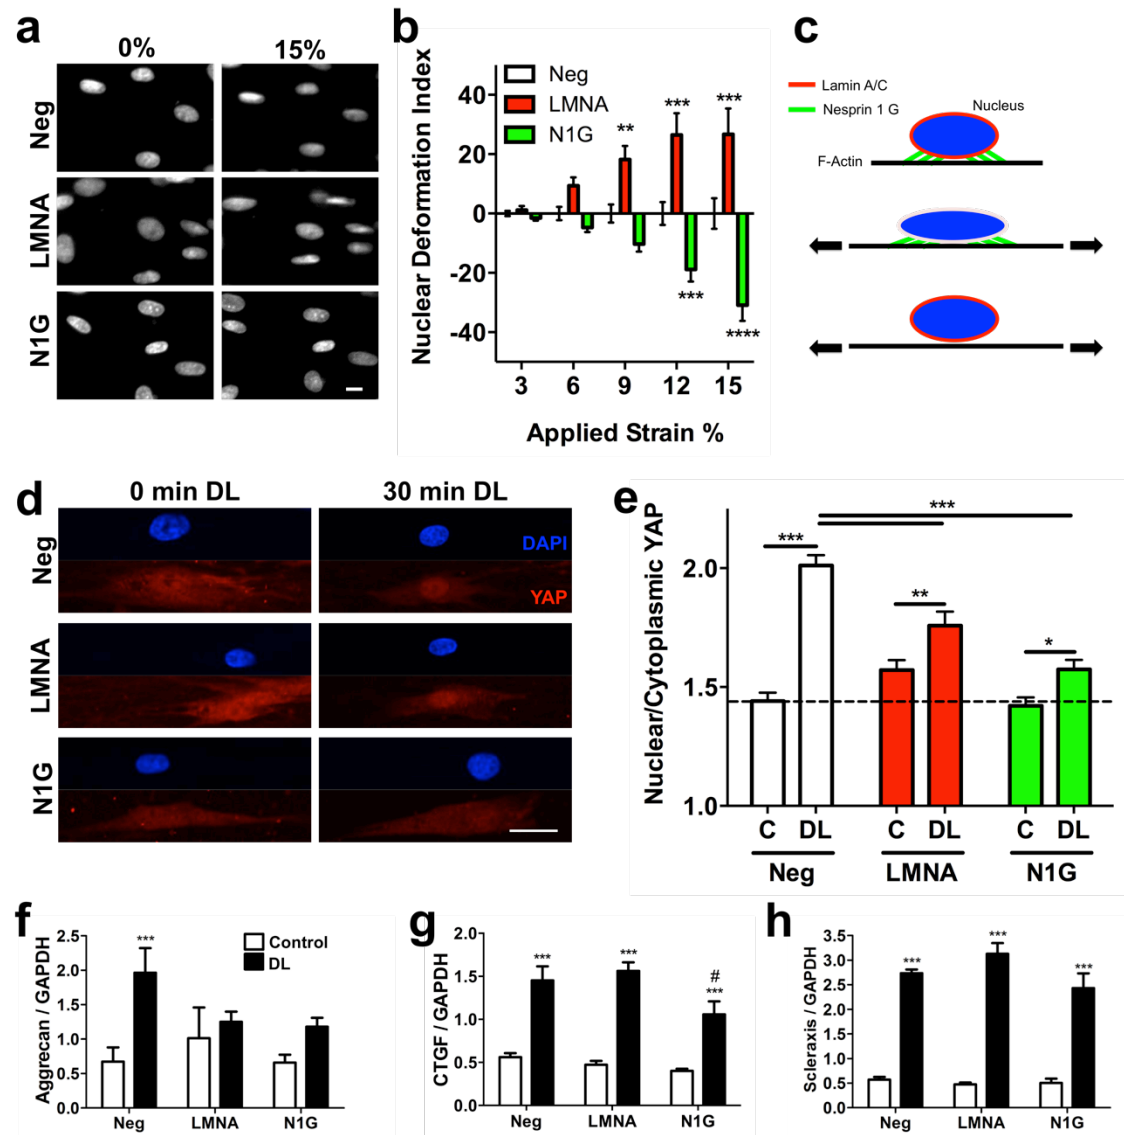 a
0%
15%
Neg
LMNA
N1G
b
Nuclear Deformation Index
40
20
0
-20
-40
Neg
LMNA
N1G
**
***
***
***
****
3 6 9 12 15
Applied Strain %
c
Lamin A/C
Nesprin 1 G
Nucleus
F-Actin
d
0 min DL
30 min DL
Neg
DAPI
YAP
LMNA
N1G
e
Nuclear/Cytoplasmic YAP
2.0
1.5
1.0
***
***
**
*
C DL C DL C DL
Neg LMNA N1G
f
Aggrecan / GAPDH
2.5
2.0
1.5
1.0
0.5
0.0
***
Control
DL
Neg LMNA N1G
g
CTGF / GAPDH
2.0
1.5
1.0
0.5
0.0
***
***
#
***
Neg LMNA N1G
h
Scleraxis / GAPDH
3.5
3.0
2.5
2.0
1.5
1.0
0.5
0.0
***
***
***
Neg LMNA N1G